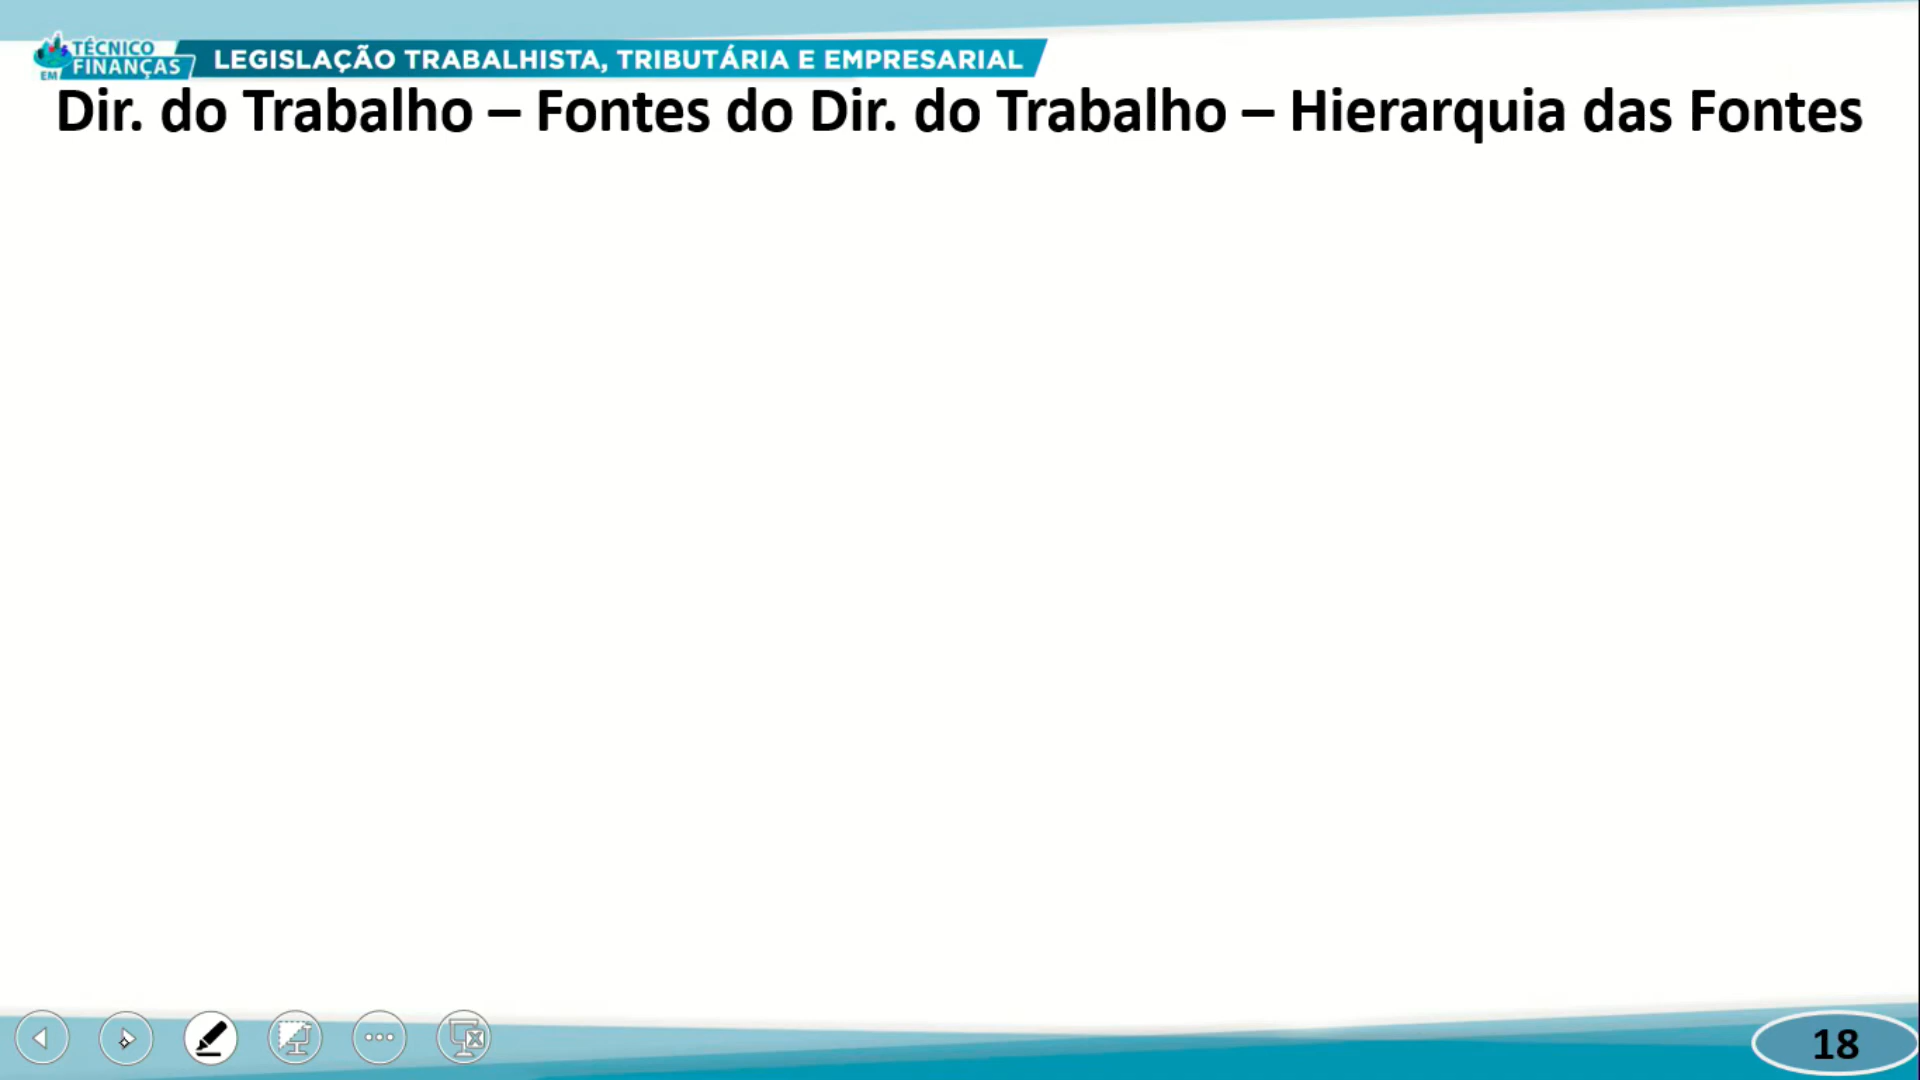 TÉCNICO
EM FINANÇAS
LEGISLAÇÃO TRABALHISTA, TRIBUTÁRIA E EMPRESARIAL
Dir. do Trabalho – Fontes do Dir. do Trabalho – Hierarquia das Fontes
18